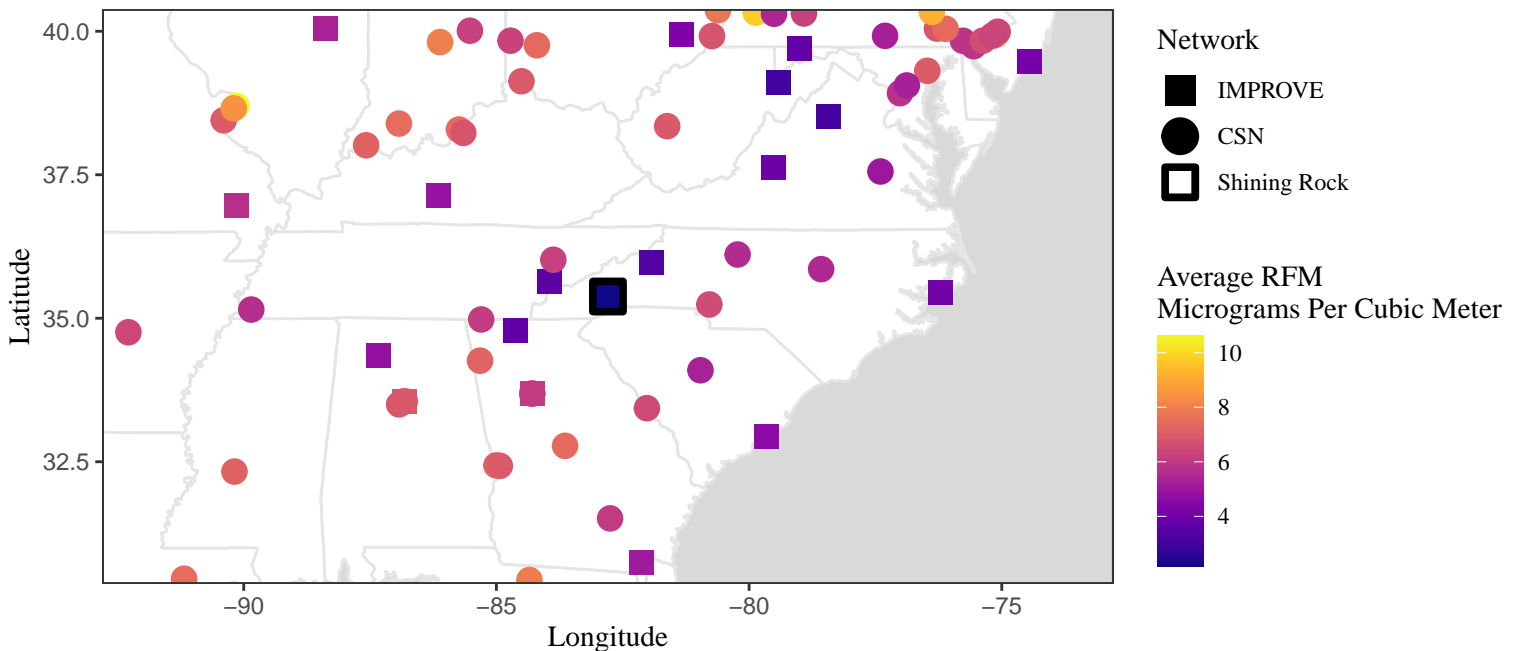 40.0
37.5
35.0
32.5
Latitude
−90
−85
−80
−75
Longitude
Network
IMPROVE
CSN
Shining Rock
Average RFM
Micrograms Per Cubic Meter
10
8
6
4